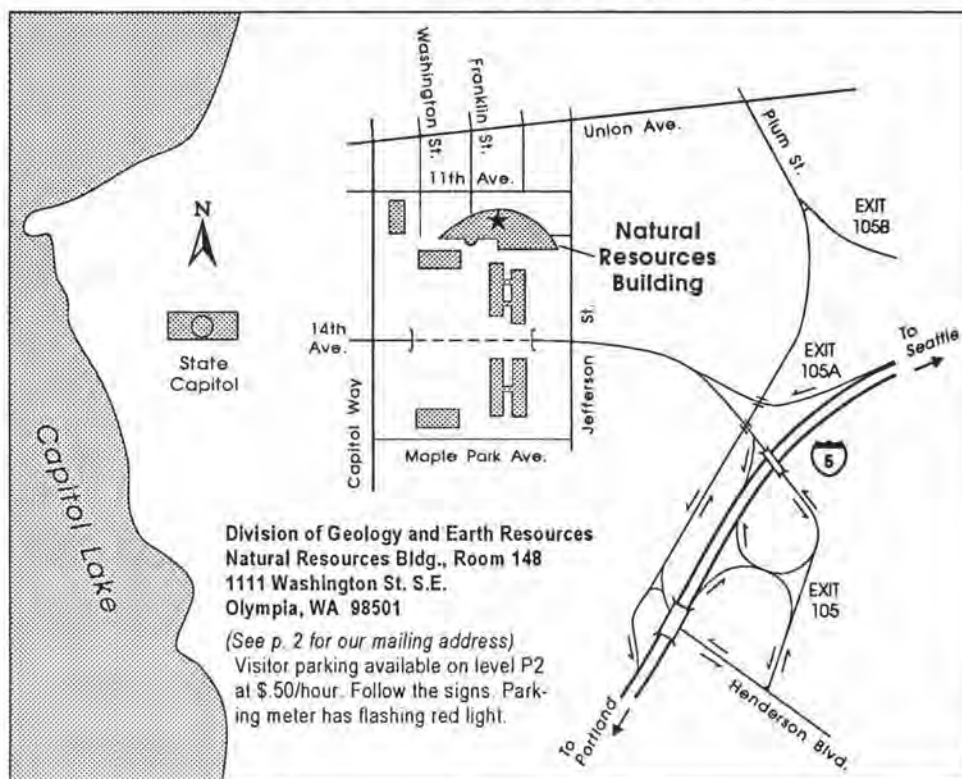 Washington St.
Franklin St.
Union Ave.
Plum St.
11th Ave.
EXIT
105B
N
Natural
Resources
Building
14th
Ave.
State
Capitol
St.
Jefferson
EXIT
105A
To
Seattle
5
Capitol Way
Maple Park Ave.
Capitol Lake
Division of Geology and Earth Resources
Natural Resources Bldg., Room 148
1111 Washington St. S.E.
Olympia, WA 98501
(See p. 2 for our mailing address)
Visitor parking available on level P2
at $.50/hour. Follow the signs. Park-
ing meter has flashing red light.
EXIT
105
Henderson Blvd.
To
Portland